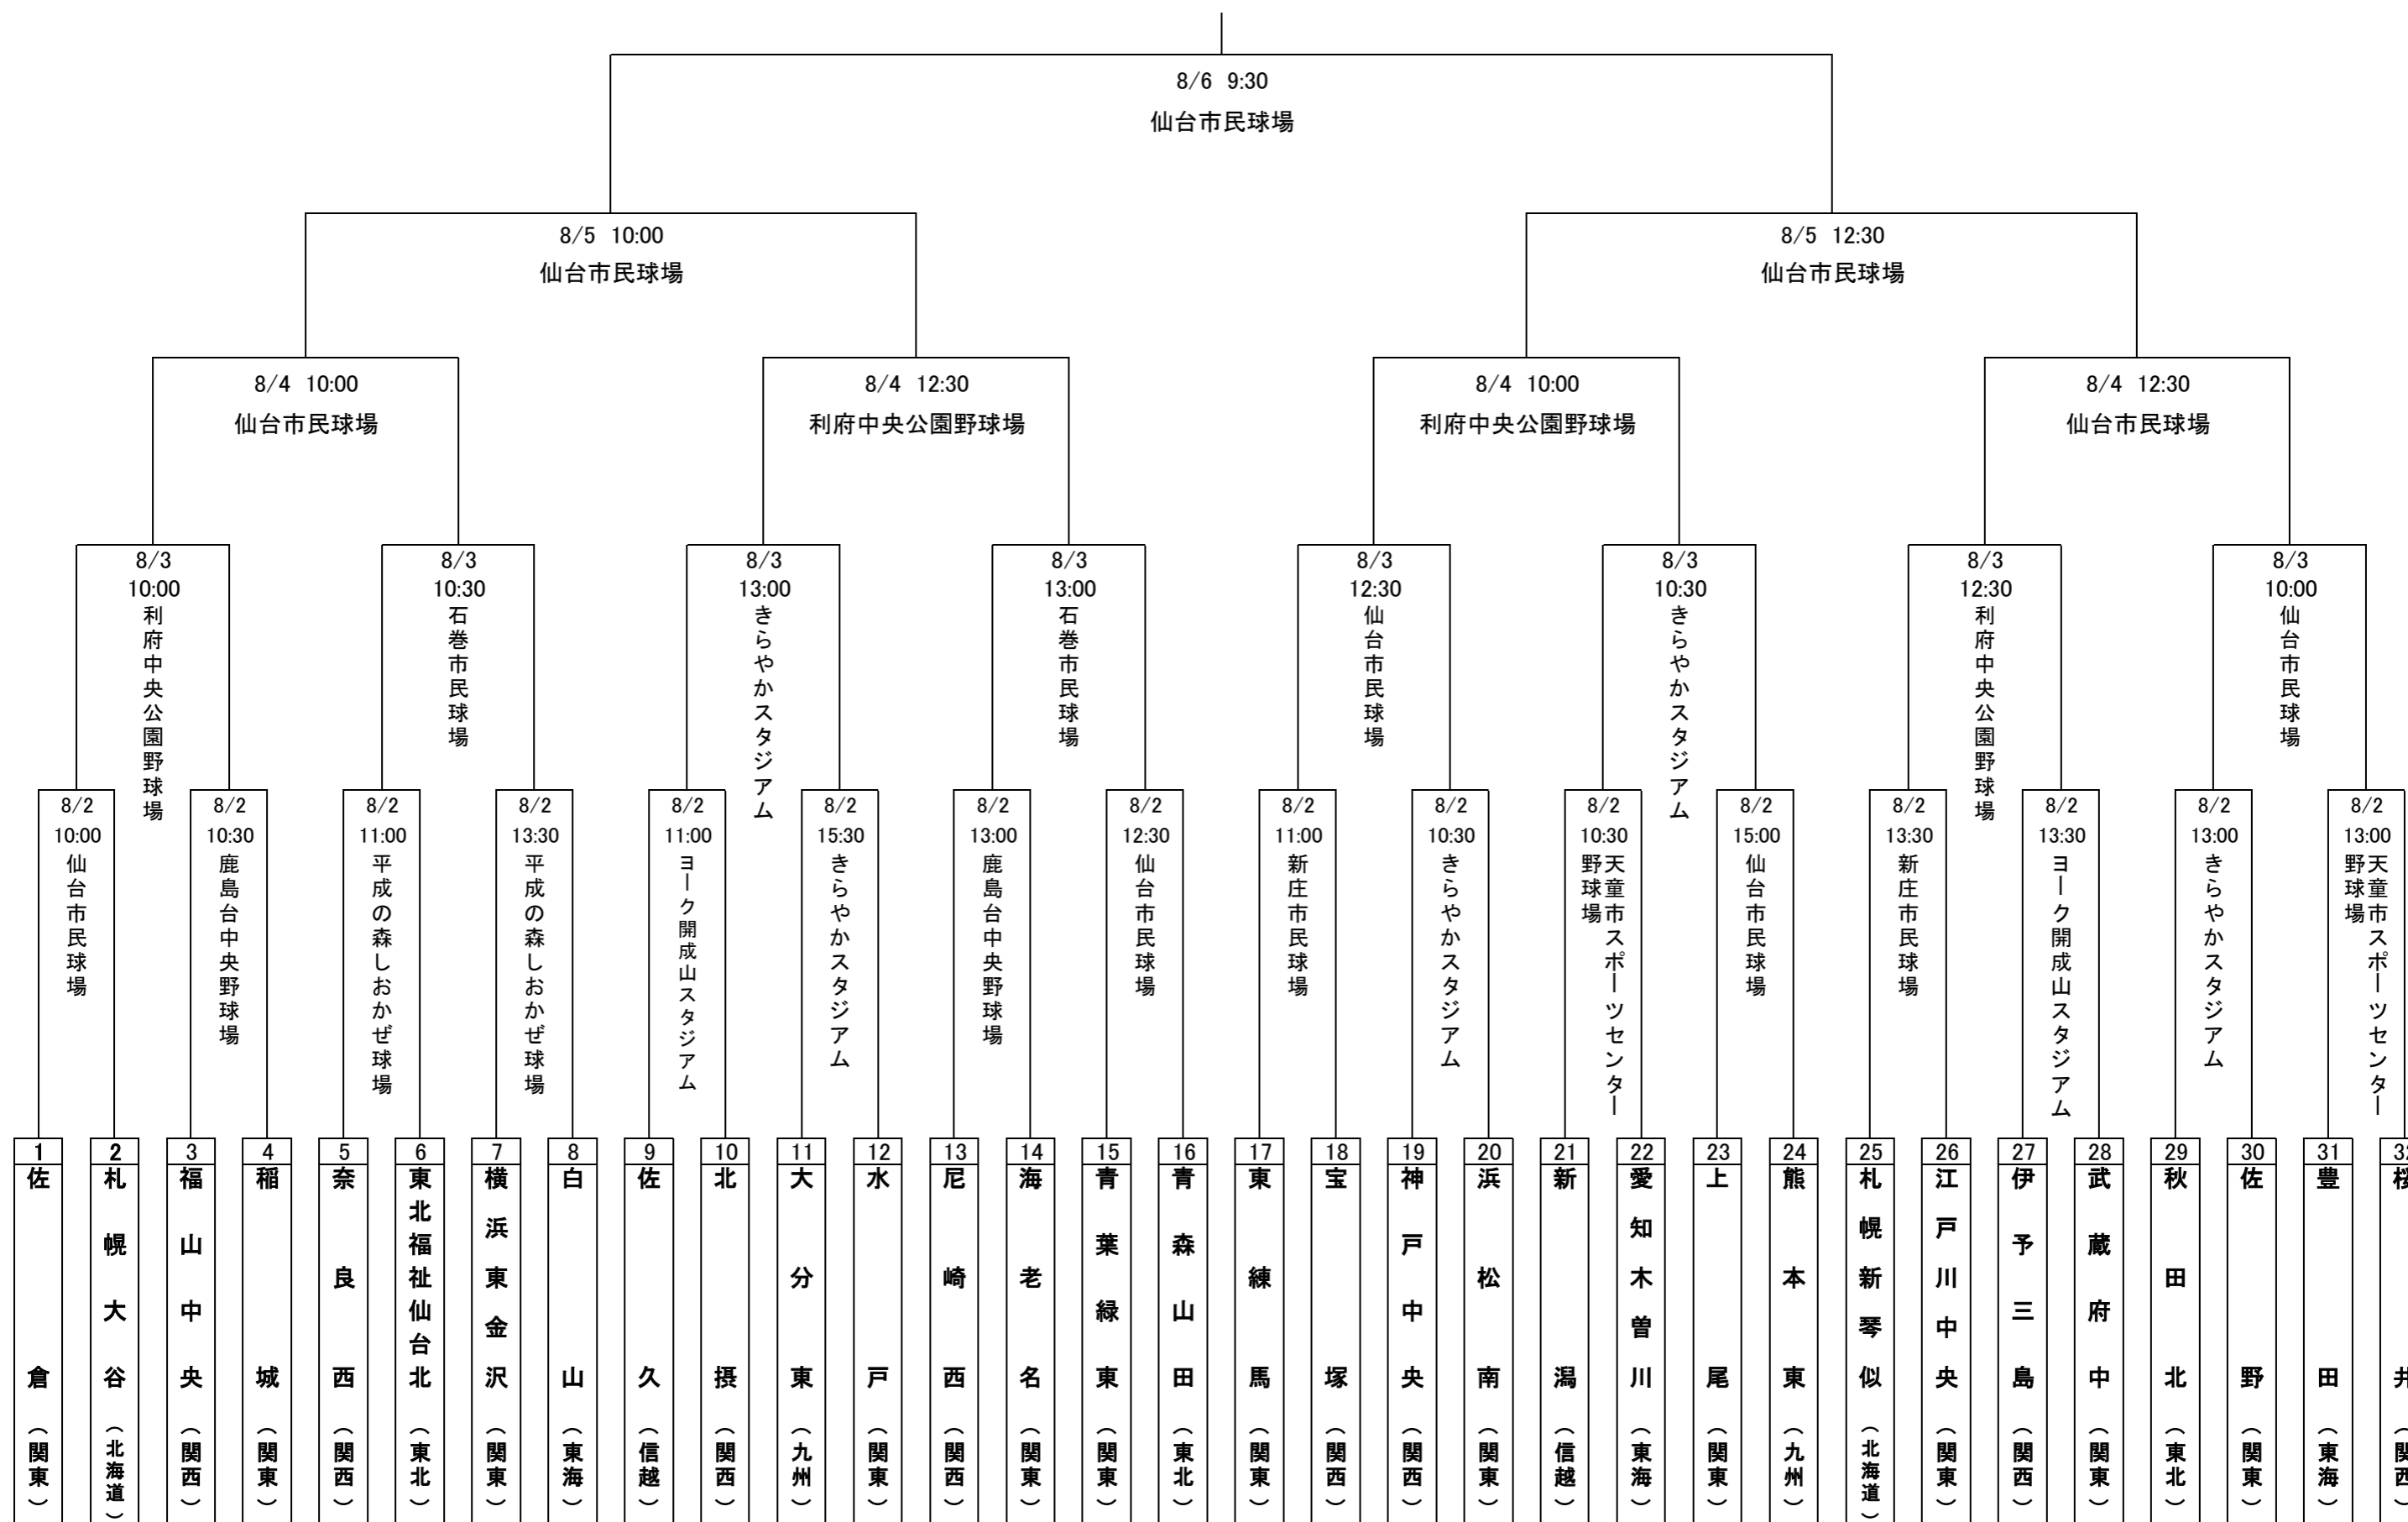 8/6 9:30
仙台市民球場
8/5 10:00
仙台市民球場
8/5 12:30
仙台市民球場
8/4 10:00
仙台市民球場
8/4 12:30
利府中央公園野球場
8/4 10:00
利府中央公園野球場
8/4 12:30
仙台市民球場
8/3
10:00
利府中央公園野球場
8/3
10:30
石巻市民球場
8/3
13:00
きらやかスタジアム
8/3
13:00
石巻市民球場
8/3
12:30
仙台市民球場
8/3
10:30
きらやかスタジアム
8/3
12:30
利府中央公園野球場
8/3
10:00
仙台市民球場
8/2
10:00
仙台市民球場
8/2
10:30
鹿島台中央野球場
8/2
11:00
平成の森しおかぜ球場
8/2
13:30
平成の森しおかぜ球場
8/2
11:00
ヨーク開成山スタジアム
8/2
15:30
きらやかスタジアム
8/2
13:00
鹿島台中央野球場
8/2
12:30
仙台市民球場
8/2
11:00
新庄市民球場
8/2
10:30
きらやかスタジアム
8/2
10:30
天童市スポーツセンター
野球場
8/2
15:00
仙台市民球場
8/2
13:30
新庄市民球場
8/2
13:30
ヨーク開成山スタジアム
8/2
13:00
きらやかスタジアム
8/2
13:00
天童市スポーツセンター
野球場
1
佐倉（関東）
2
札幌大谷（北海道）
3
福山中央（関西）
4
稲城（関東）
5
奈良西（関西）
6
東北福祉仙台北（東北）
7
横浜東金沢（関東）
8
白山（東海）
9
佐久（信越）
10
北摂（関西）
11
大分東（九州）
12
水戸（関東）
13
尼崎西（関西）
14
海老名（関東）
15
青葉緑東（関東）
16
青森山田（東北）
17
東練馬（関東）
18
宝塚（関西）
19
神戸中央（関西）
20
浜松南（関東）
21
新潟（信越）
22
愛知木曽川（東海）
23
上尾（関東）
24
熊本東（九州）
25
札幌新琴似（北海道）
26
江戸川中央（関東）
27
伊予三島（関西）
28
武蔵府中（関東）
29
秋田北（東北）
30
佐野（関東）
31
豊田（東海）
32
桜井（関西）